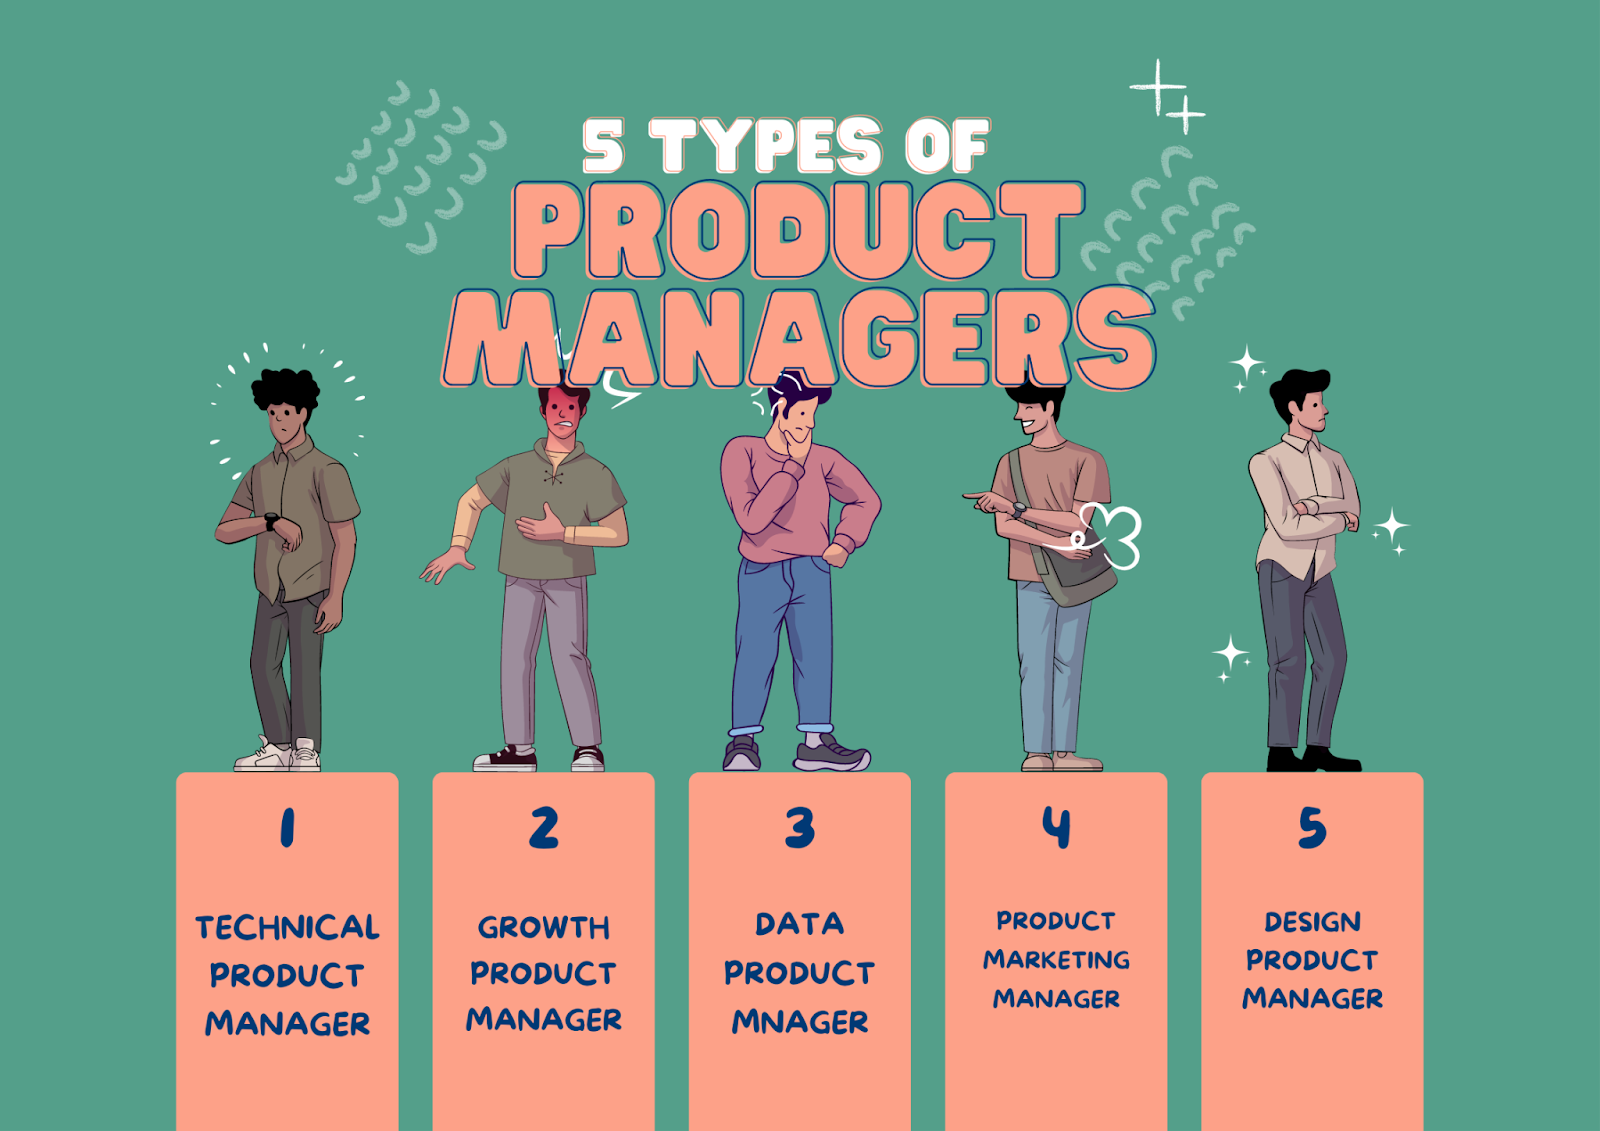 5 TYPES OF
PRODUCT
MANAGERS
1
TECHNICAL
PRODUCT
MANAGER
2
GROWTH
PRODUCT
MANAGER
3
DATA
PRODUCT
MNAGER
4
PRODUCT
MARKETING
MANAGER
5
DESIGN
PRODUCT
MANAGER